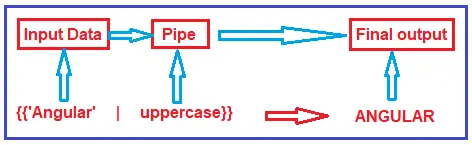 Input Data Pipe Final output
{{'Angular' | uppercase}} ANGULAR